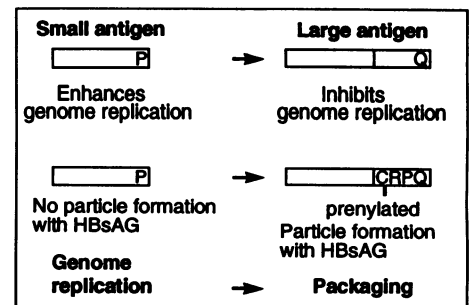 Small antigen
Large antigen
P
Q
Enhances
genome replication
Inhibits
genome replication
P
CRPQ
No particle formation
with HBsAG
prenylated
Particle formation
with HBsAG
Genome
replication
Packaging